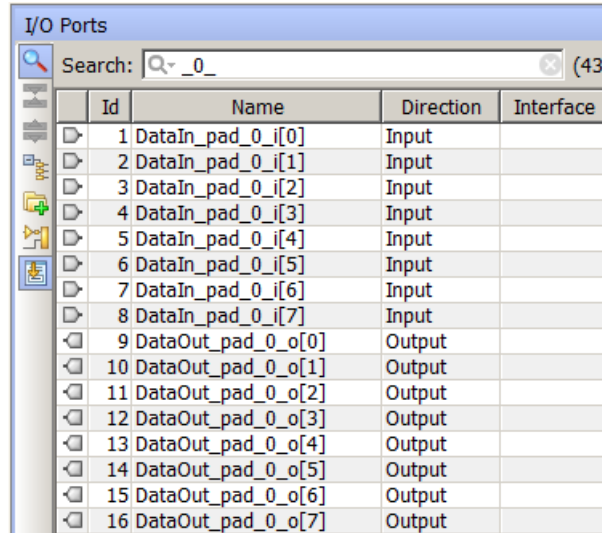 I/O Ports
Search: _0_ (43
Id Name Direction Interface
1 DataIn_pad_0_i[0] Input
2 DataIn_pad_0_i[1] Input
3 DataIn_pad_0_i[2] Input
4 DataIn_pad_0_i[3] Input
5 DataIn_pad_0_i[4] Input
6 DataIn_pad_0_i[5] Input
7 DataIn_pad_0_i[6] Input
8 DataIn_pad_0_i[7] Input
9 DataOut_pad_0_o[0] Output
10 DataOut_pad_0_o[1] Output
11 DataOut_pad_0_o[2] Output
12 DataOut_pad_0_o[3] Output
13 DataOut_pad_0_o[4] Output
14 DataOut_pad_0_o[5] Output
15 DataOut_pad_0_o[6] Output
16 DataOut_pad_0_o[7] Output